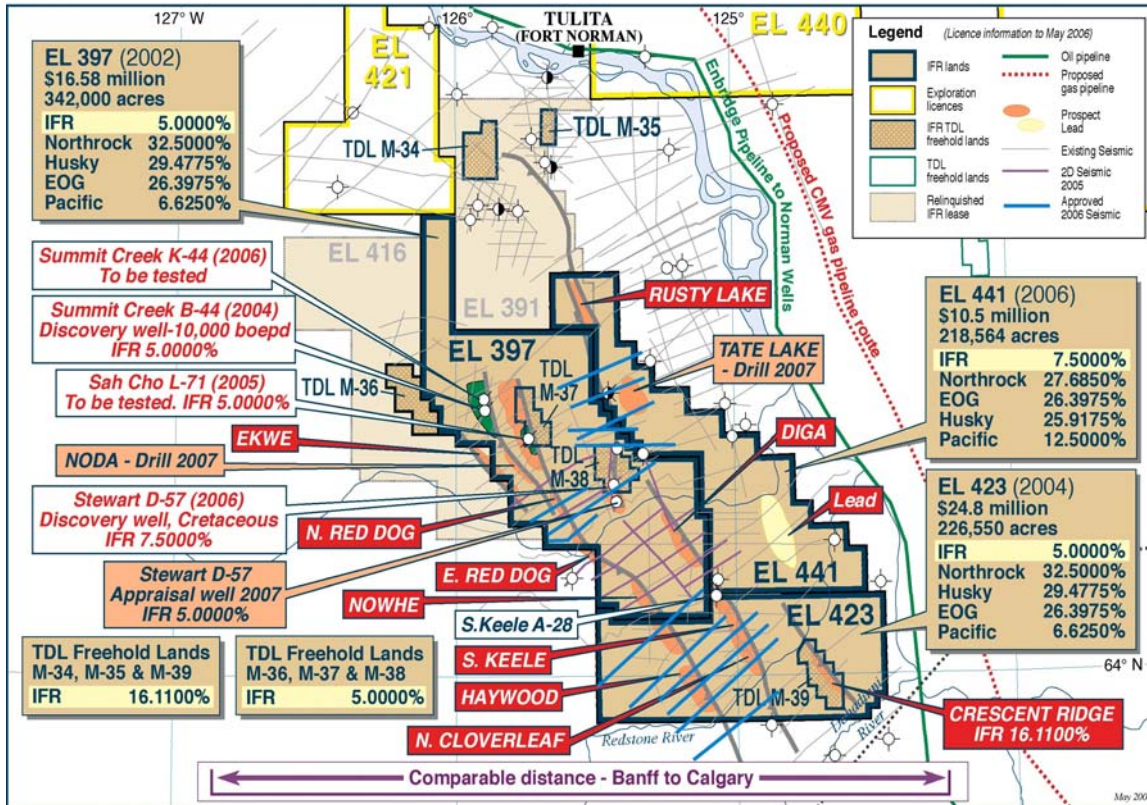 127° W
126°
125°
TULITA
(FORT NORMAN)
EL 440
EL
421
EL 397 (2002)
$16.58 million
342,000 acres
IFR 5.0000%
Northrock 32.5000%
Husky 29.4775%
EOG 26.3975%
Pacific 6.6250%
Legend (Licence information to May 2006)
IFR lands
Exploration
licences
IFR TDL
freehold lands
TDL
freehold lands
Relinquished
IFR lease
Oil pipeline
Proposed
gas pipeline
Prospect
Lead
Existing Seismic
2D Seismic
2005
Approved
2006 Seismic
TDL M-34
TDL M-35
Enbridge Pipeline to Norman Wells
Proposed CMV gas pipeline route
EL 416
EL 391
Summit Creek K-44 (2006)
To be tested
Summit Creek B-44 (2004)
Discovery well-10,000 boepd
IFR 5.0000%
Sah Cho L-71 (2005)
To be tested. IFR 5.0000%
TDL M-36
EKWE
NODA - Drill 2007
Stewart D-57 (2006)
Discovery well, Cretaceous
IFR 7.5000%
N. RED DOG
Stewart D-57
Appraisal well 2007
IFR 5.0000%
E. RED DOG
NOWHE
S.Keele A-28
S. KEELE
HAYWOOD
N. CLOVERLEAF
EL 397
TDL
M-37
TDL
M-38
RUSTY LAKE
TATE LAKE
- Drill 2007
DIGA
Lead
EL 441
EL 423
TDL M-39
EL 441 (2006)
$10.5 million
218,564 acres
IFR 7.5000%
Northrock 27.6850%
EOG 26.3975%
Husky 25.9175%
Pacific 12.5000%
EL 423 (2004)
$24.8 million
226,550 acres
IFR 5.0000%
Northrock 32.5000%
Husky 29.4775%
EOG 26.3975%
Pacific 6.6250%
64° N
CRESCENT RIDGE
IFR 16.1100%
TDL Freehold Lands
M-34, M-35 & M-39
IFR 16.1100%
TDL Freehold Lands
M-36, M-37 & M-38
IFR 5.0000%
Redstone River
River
Comparable distance - Banff to Calgary
May